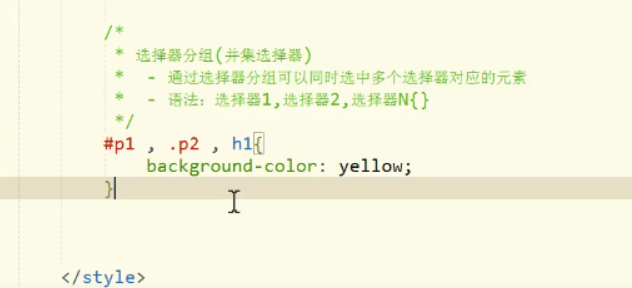 /*
* 选择器分组(并集选择器)
* - 通过选择器分组可以同时选中多个选择器对应的元素
* - 语法: 选择器1,选择器2,选择器N{}
*/
#p1 , .p2 , h1{
background-color: yellow;
}
</style>